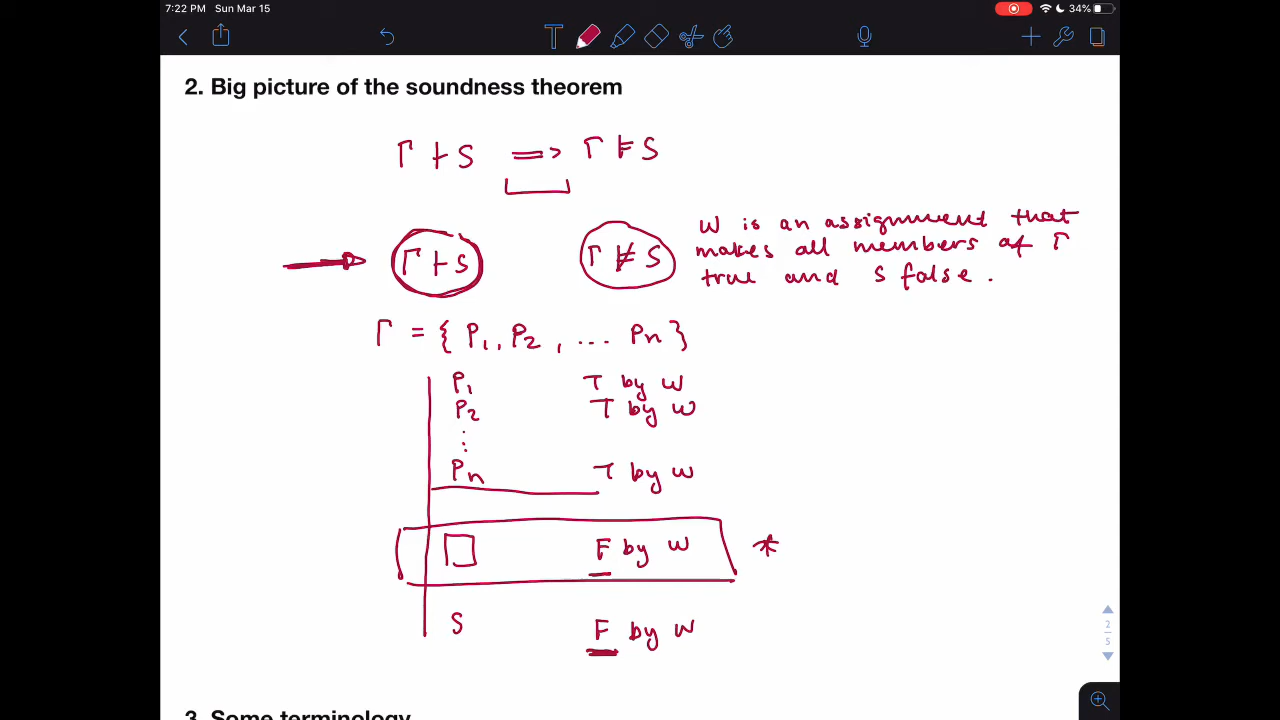 7:22 PM Sun Mar 15 34%
2. Big picture of the soundness theorem
Γ ⊢ S ⇒ Γ ⊨ S
Γ ⊢ S Γ ⊭ S
W is an assignment that
makes all members of Γ
true and S false.
Γ = { P₁, P₂, ... Pn }
P₁ T by W
P₂ T by W
⋮
Pn T by W
□ F by W *
S F by W
2
5
3. Some terminology